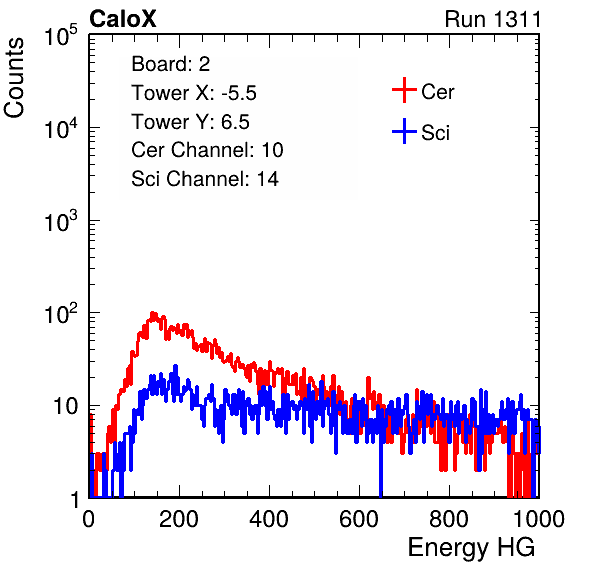 CaloX Run 1311
Counts
Board: 2
Tower X: -5.5
Tower Y: 6.5
Cer Channel: 10
Sci Channel: 14
Cer
Sci
10^5
10^4
10^3
10^2
10
1
0 200 400 600 800 1000
Energy HG